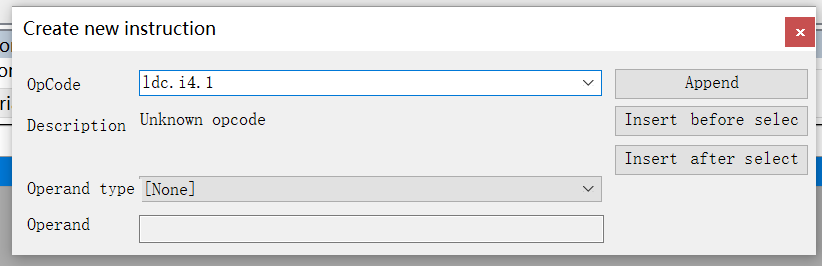 Create new instruction
OpCode
ldc.i4.1
Append
Description
Unknown opcode
Insert before selec
Insert after select
Operand type
[None]
Operand